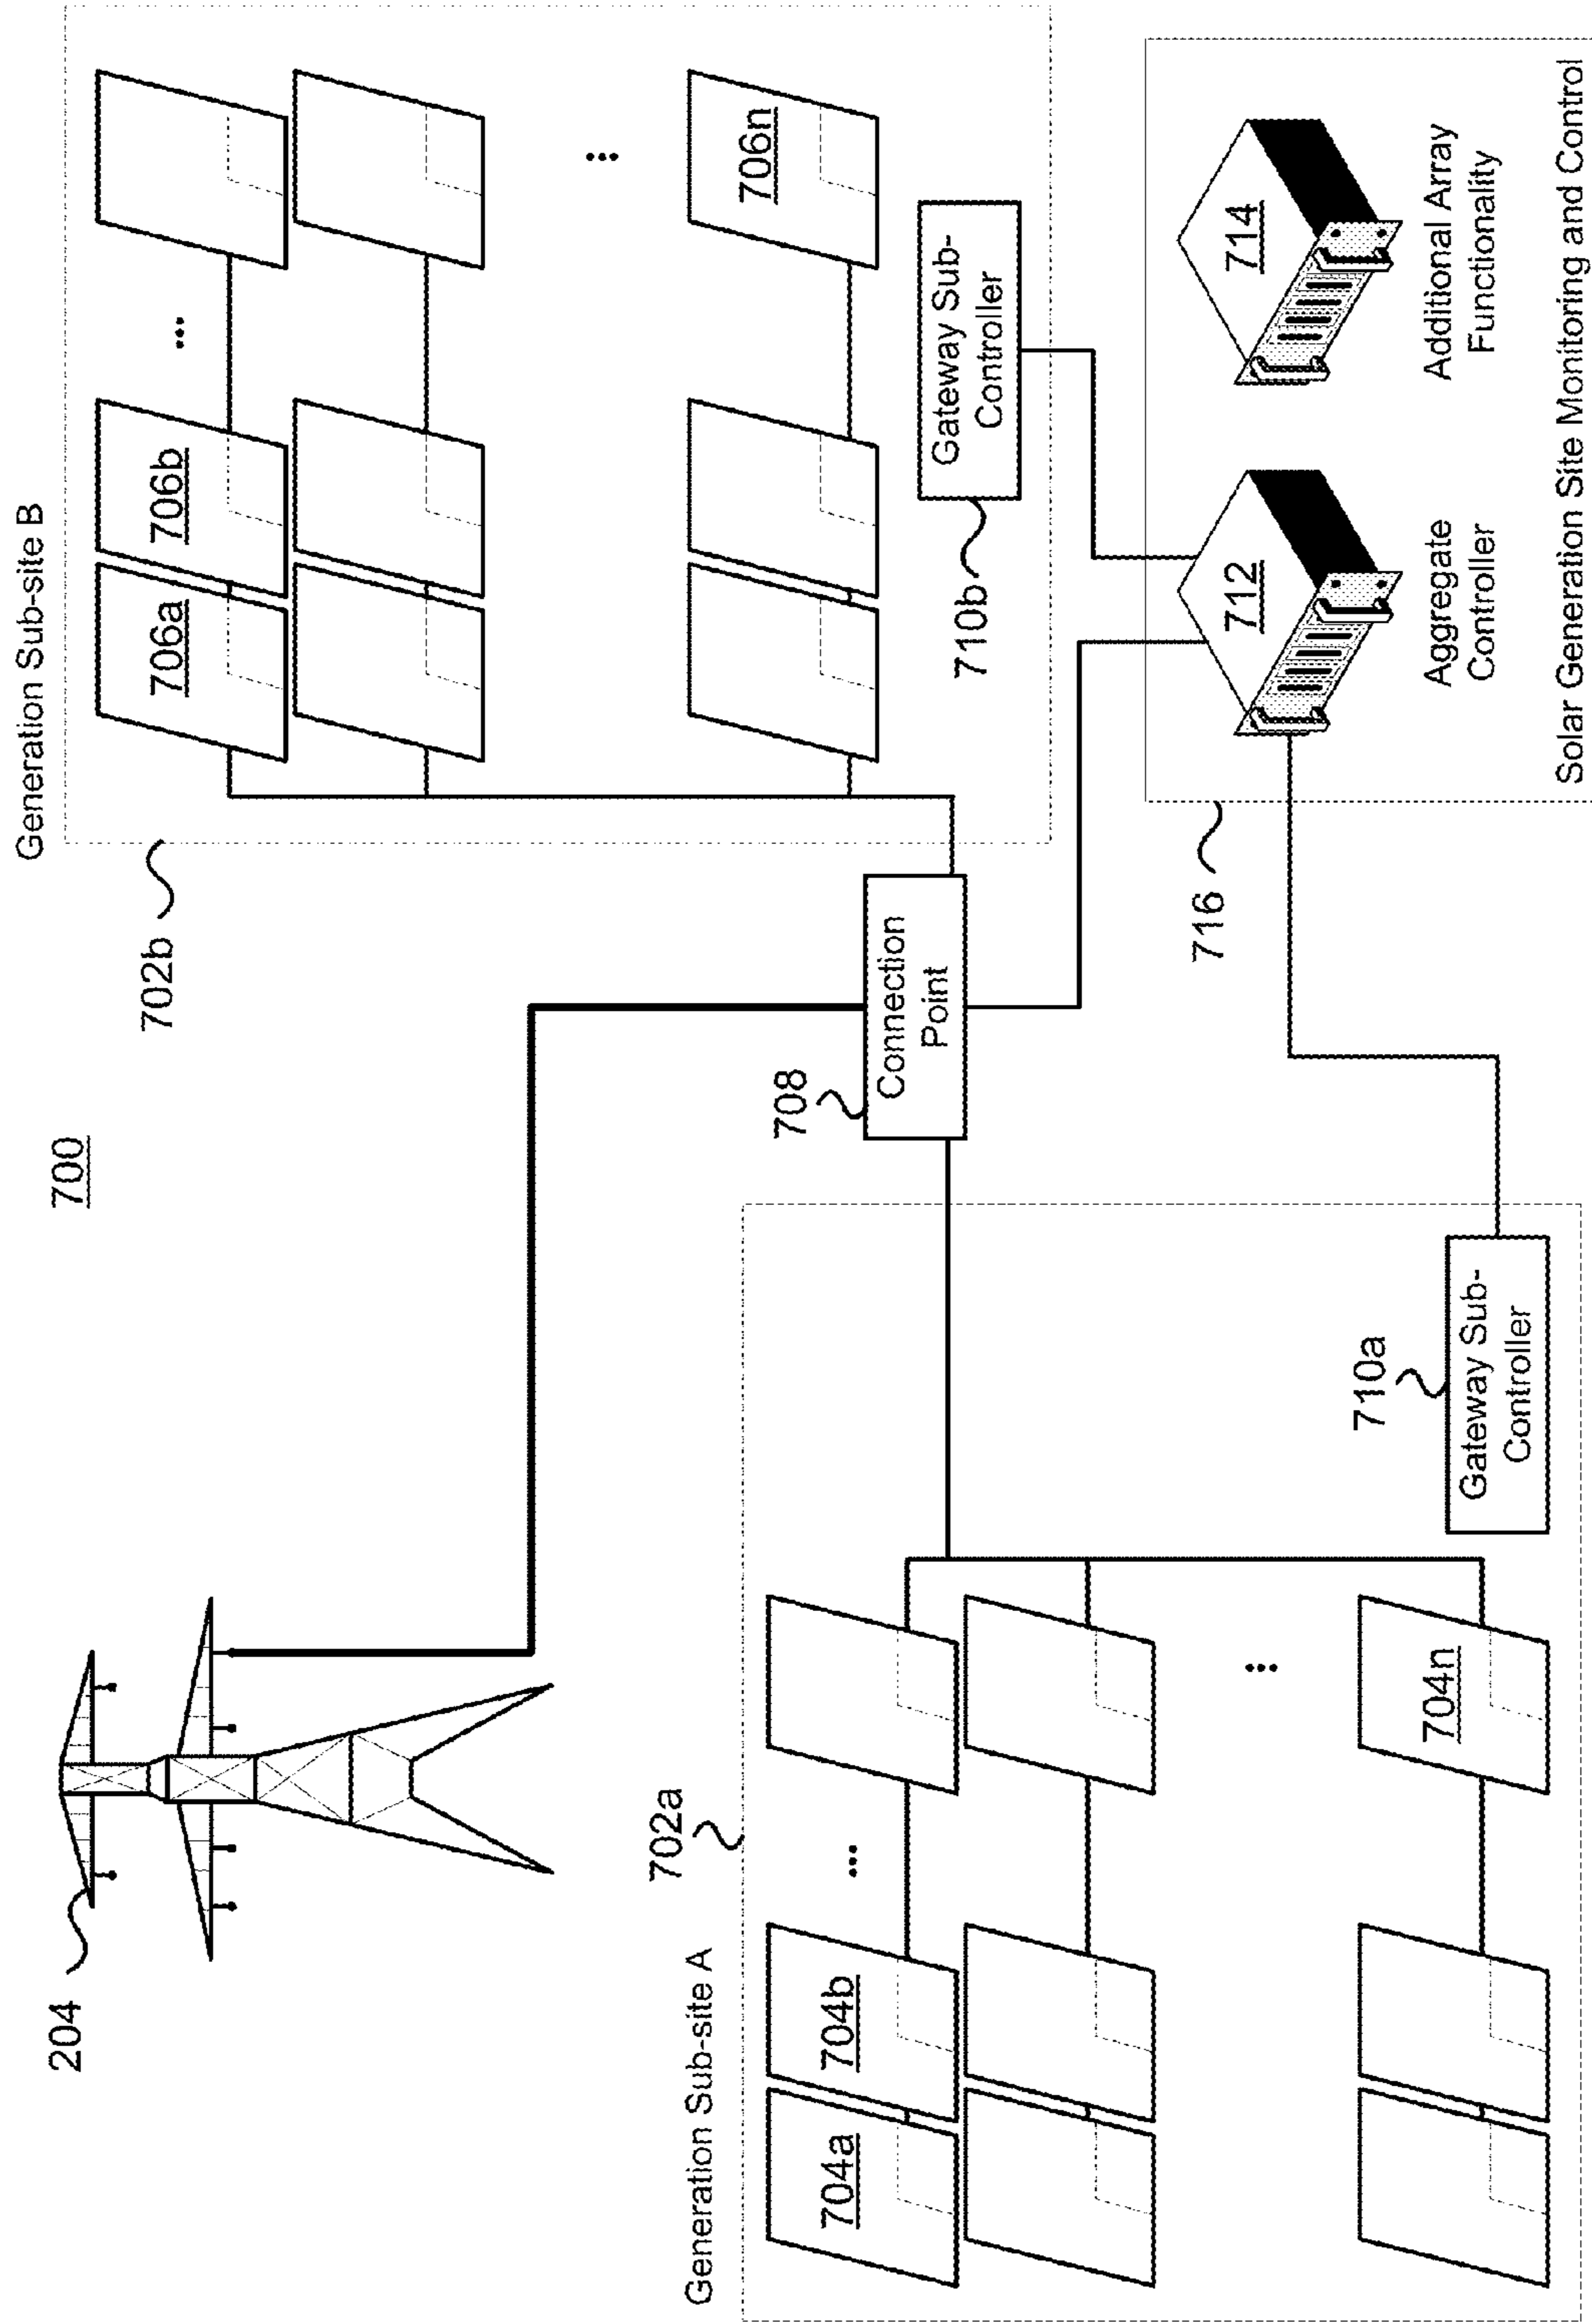 700
204
Generation Sub-site B
702b
706a
706b
...
...
706n
Gateway Sub-
Controller
710b
708
Connection
Point
Generation Sub-site A
702a
704a
704b
...
...
704n
710a
Gateway Sub-
Controller
716
712
714
Aggregate
Controller
Additional Array
Functionality
Solar Generation Site Monitoring and Control